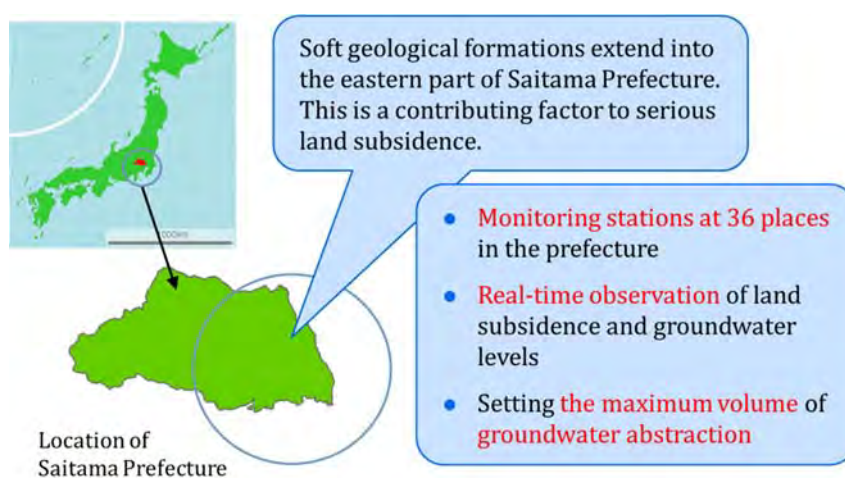 Soft geological formations extend into
the eastern part of Saitama Prefecture.
This is a contributing factor to serious
land subsidence.
● Monitoring stations at 36 places
in the prefecture
● Real-time observation of land
subsidence and groundwater
levels
● Setting the maximum volume of
groundwater abstraction
Location of
Saitama Prefecture